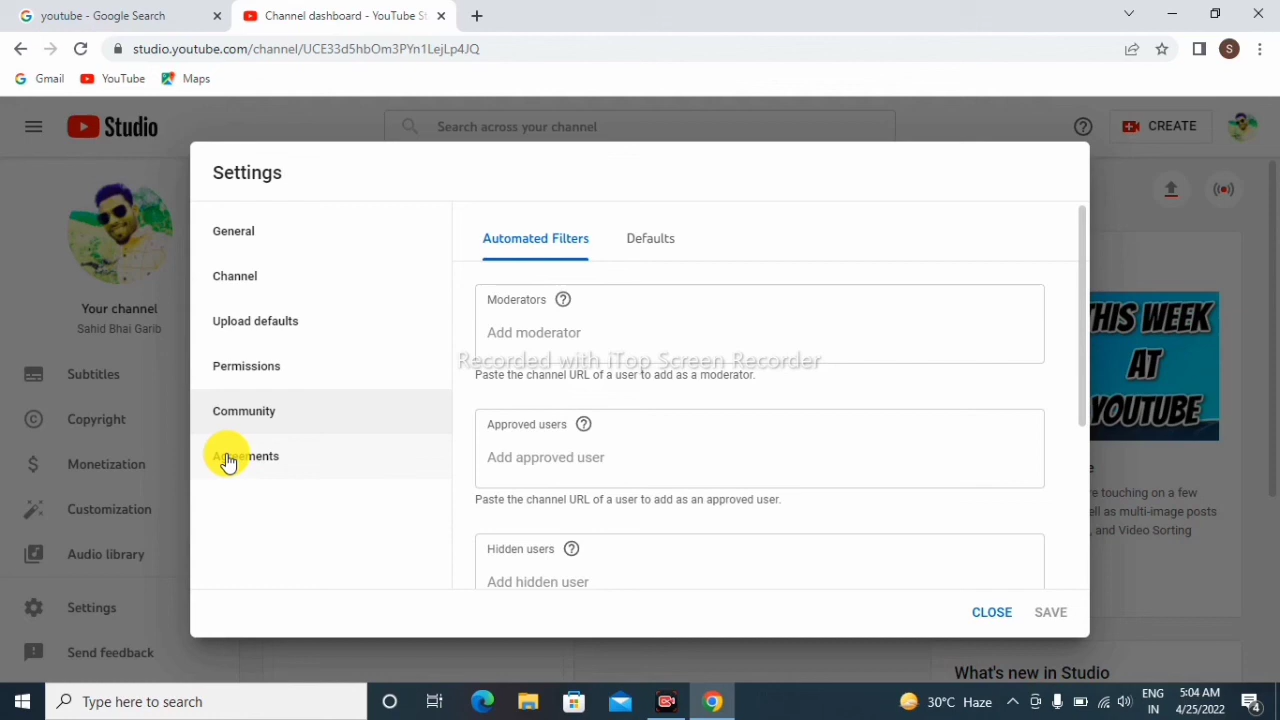 youtube - Google Search
Channel dashboard - YouTube St
studio.youtube.com/channel/UCE33d5hbOm3PYn1LejLp4JQ
S
Gmail
YouTube
Maps
Studio
Search across your channel
CREATE
Settings
General
Channel
Upload defaults
Permissions
Community
Agreements
Automated Filters
Defaults
Moderators
Add moderator
Recorded with iTop Screen Recorder
Paste the channel URL of a user to add as a moderator.
Approved users
Add approved user
Paste the channel URL of a user to add as an approved user.
Hidden users
Add hidden user
CLOSE
SAVE
Your channel
Sahid Bhai Garib
Subtitles
Copyright
Monetization
Customization
Audio library
Settings
Send feedback
THIS WEEK
AT
YOUTUBE
e
e touching on a few
ell as multi-image posts
, and Video Sorting
What's new in Studio
Type here to search
30°C Haze
ENG
IN
5:04 AM
4/25/2022
4